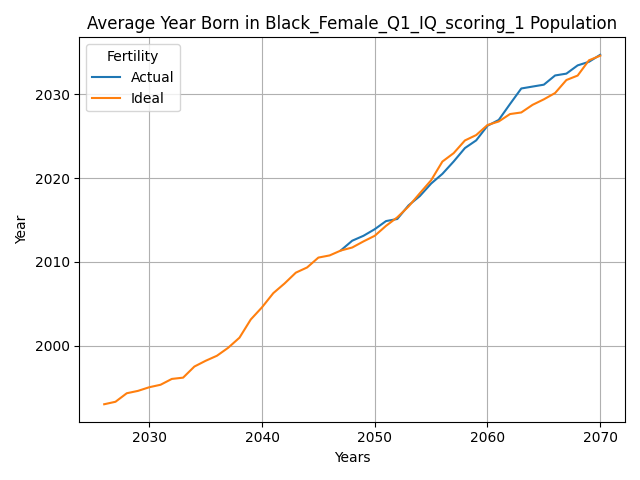 Average Year Born in Black_Female_Q1_IQ_scoring_1 Population
Fertility
Actual
Ideal
Year
2030
2020
2010
2000
2030 2040 2050 2060 2070
Years